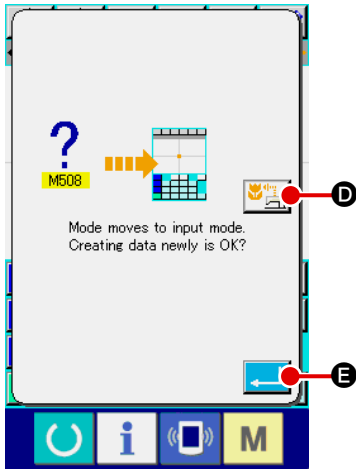 ?
M508
D
Mode moves to input mode.
Creating data newly is OK?
E
i
M